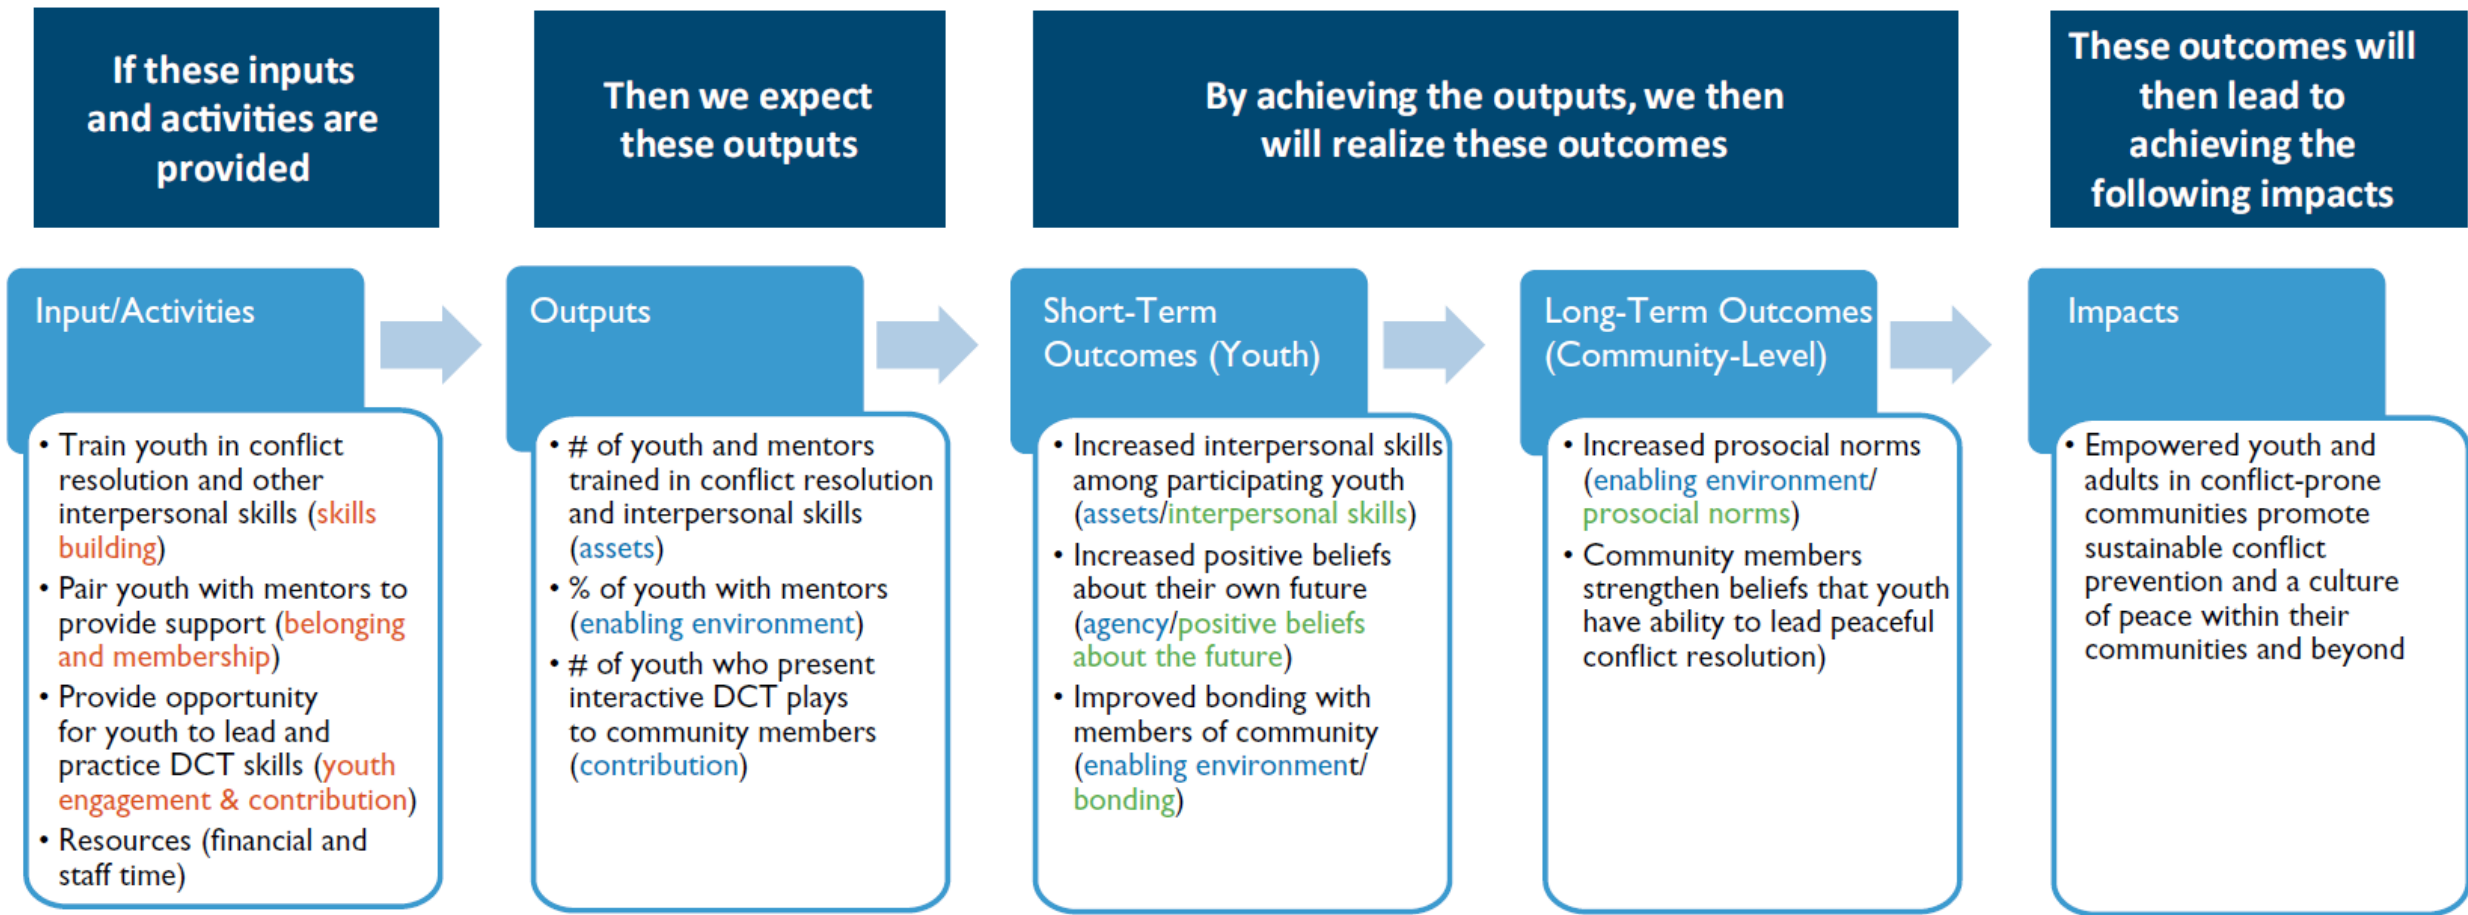 If these inputs
and activities are
provided
Then we expect
these outputs
By achieving the outputs, we then
will realize these outcomes
These outcomes will
then lead to
achieving the
following impacts
Input/Activities
• Train youth in conflict
resolution and other
interpersonal skills (skills
building)
• Pair youth with mentors to
provide support (belonging
and membership)
• Provide opportunity
for youth to lead and
practice DCT skills (youth
engagement & contribution)
• Resources (financial and
staff time)
Outputs
• # of youth and mentors
trained in conflict resolution
and interpersonal skills
(assets)
• % of youth with mentors
(enabling environment)
• # of youth who present
interactive DCT plays
to community members
(contribution)
Short-Term
Outcomes (Youth)
• Increased interpersonal skills
among participating youth
(assets/interpersonal skills)
• Increased positive beliefs
about their own future
(agency/positive beliefs
about the future)
• Improved bonding with
members of community
(enabling environment/
bonding)
Long-Term Outcomes
(Community-Level)
• Increased prosocial norms
(enabling environment/
prosocial norms)
• Community members
strengthen beliefs that youth
have ability to lead peaceful
conflict resolution)
Impacts
• Empowered youth and
adults in conflict-prone
communities promote
sustainable conflict
prevention and a culture
of peace within their
communities and beyond